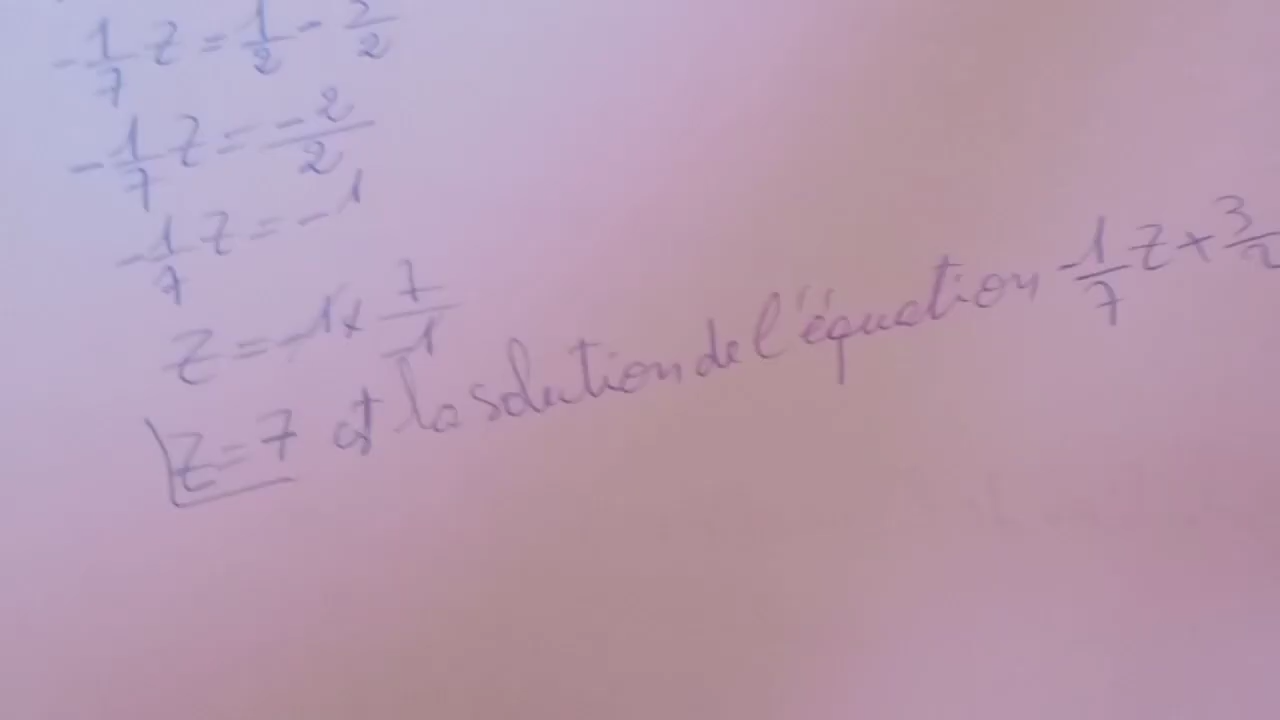 -1/7 z = 1/2 - 3/2
-1/7 z = -2/2
-1/7 z = -1
z = -1 × 7/-1
z = 7 est la solution de l'équation -1/7 z + 3/2